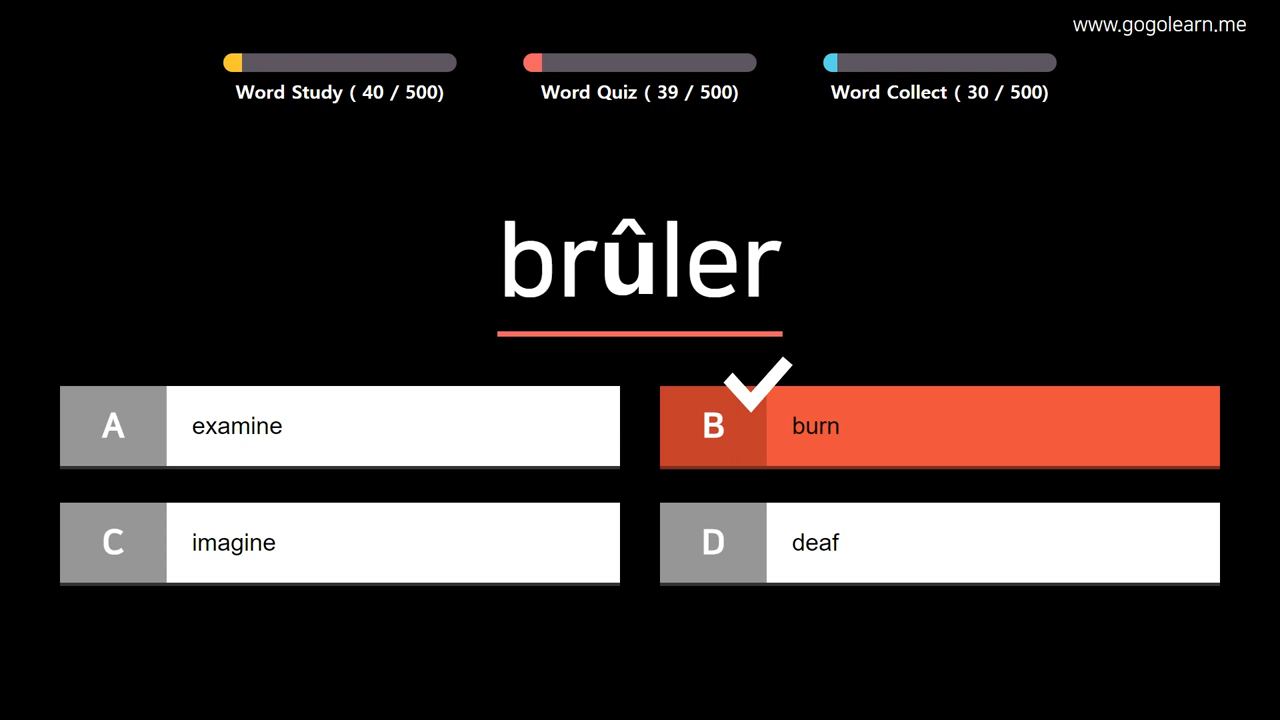 www.gogolearn.me
Word Study ( 40 / 500)
Word Quiz ( 39 / 500)
Word Collect ( 30 / 500)
brûler
A examine
B burn
C imagine
D deaf